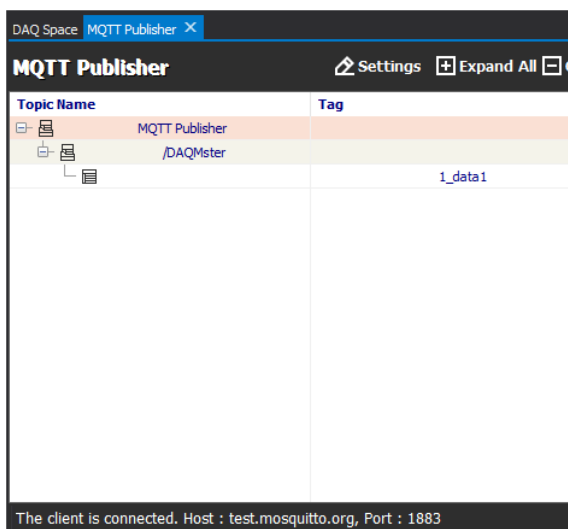 DAQ Space MQTT Publisher
MQTT Publisher Settings Expand All
Topic Name Tag
MQTT Publisher
/DAQMster
1_data1
The client is connected. Host : test.mosquitto.org, Port : 1883